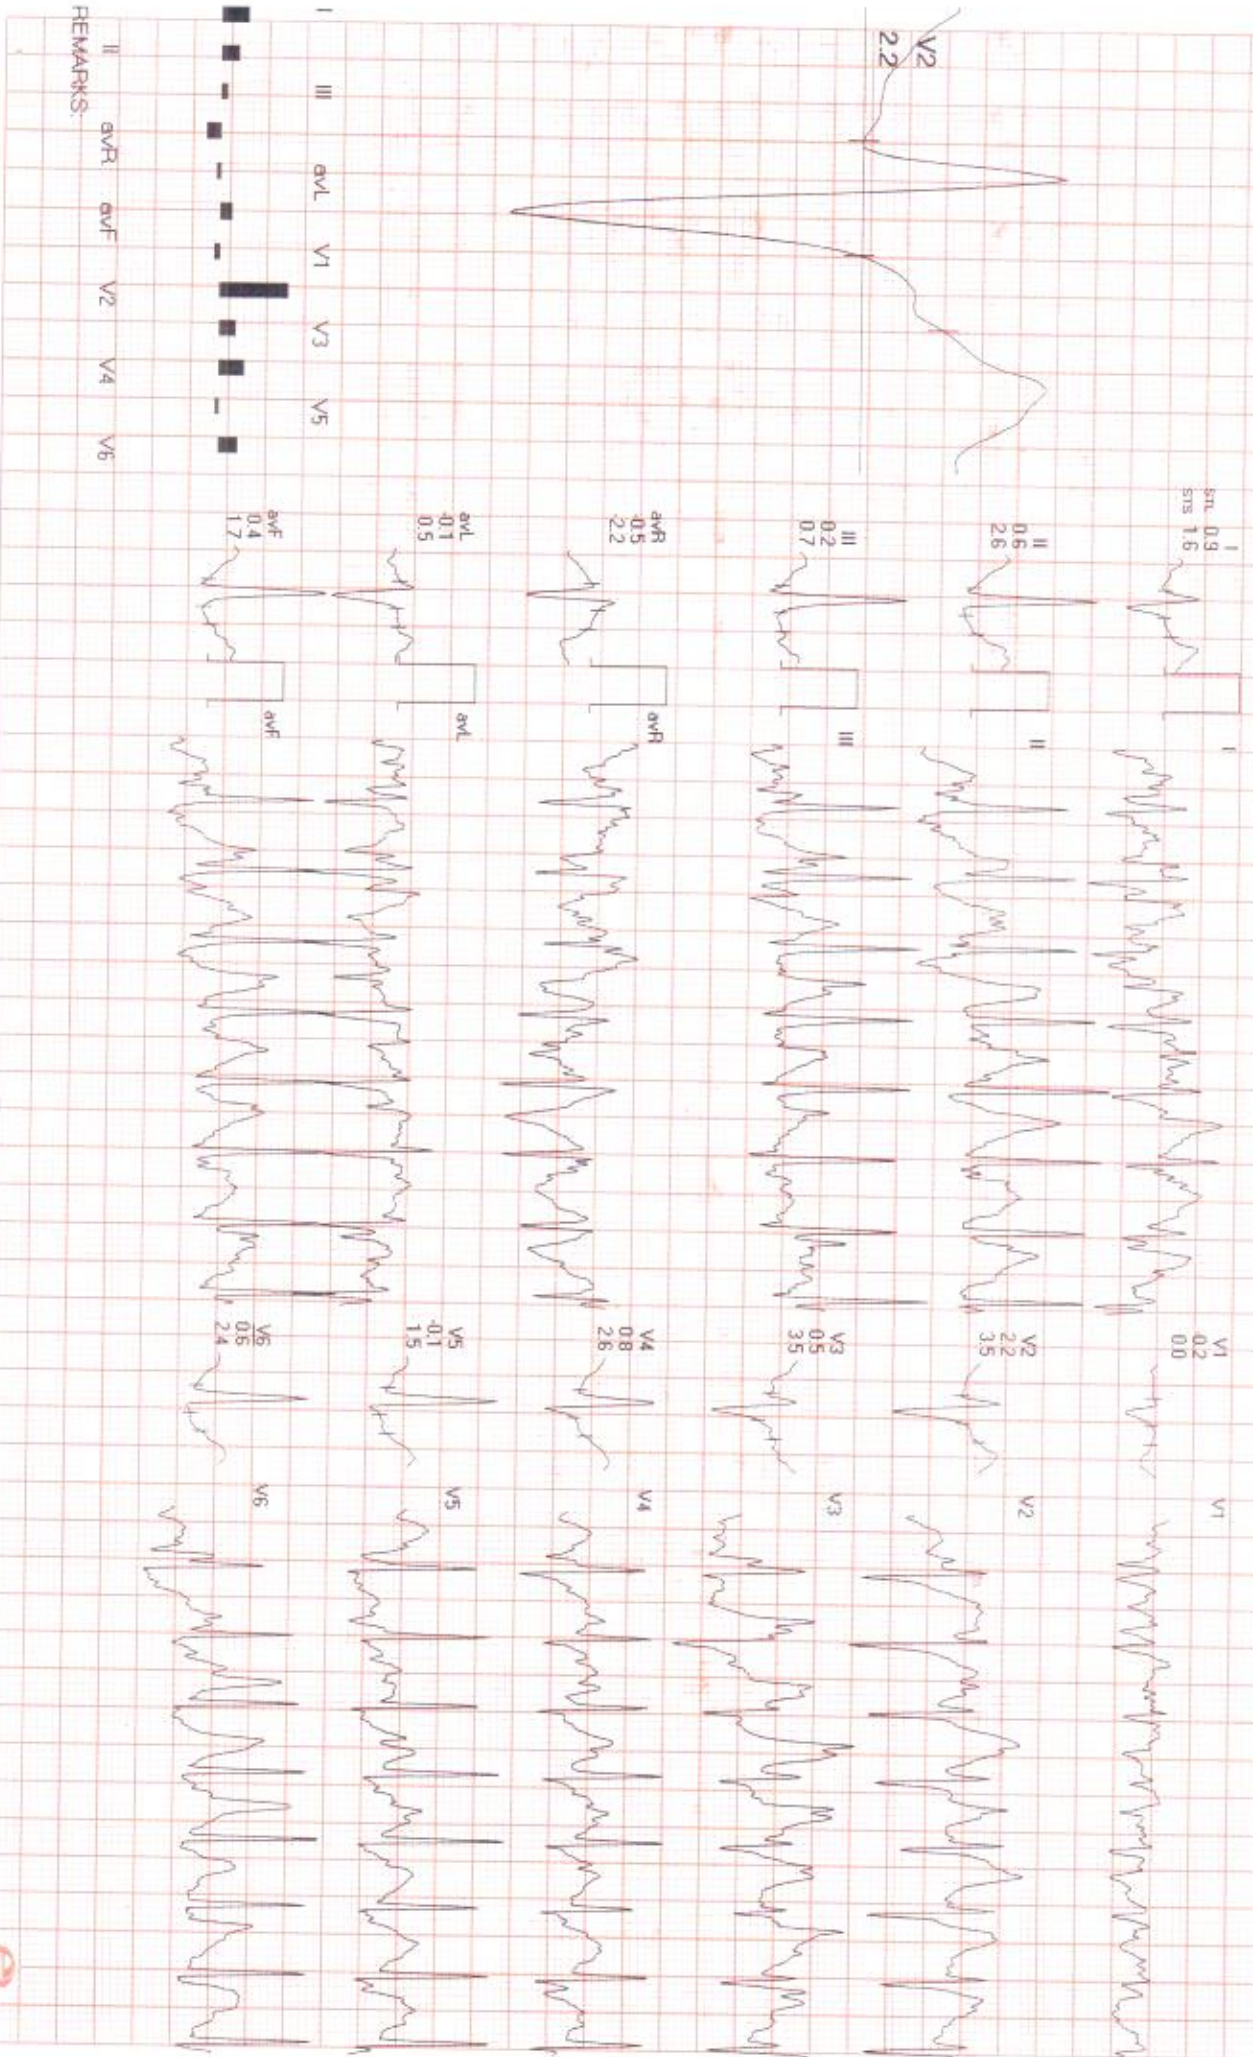 V2
2.2
I
III
avL
V1
V3
V5
II
avR
avF
V2
V4
V6
REMARKS:
I
STL 0.9
STS 1.6
I
V1
0.2
0.0
V1
II
0.6
2.6
II
V2
2.2
3.5
V2
III
0.2
0.7
III
V3
0.5
3.5
V3
avR
-0.5
-2.2
avR
V4
0.8
2.6
V4
avL
-0.1
0.5
avL
V5
-0.1
1.5
V5
avF
0.4
1.7
avF
V6
0.6
2.4
V6